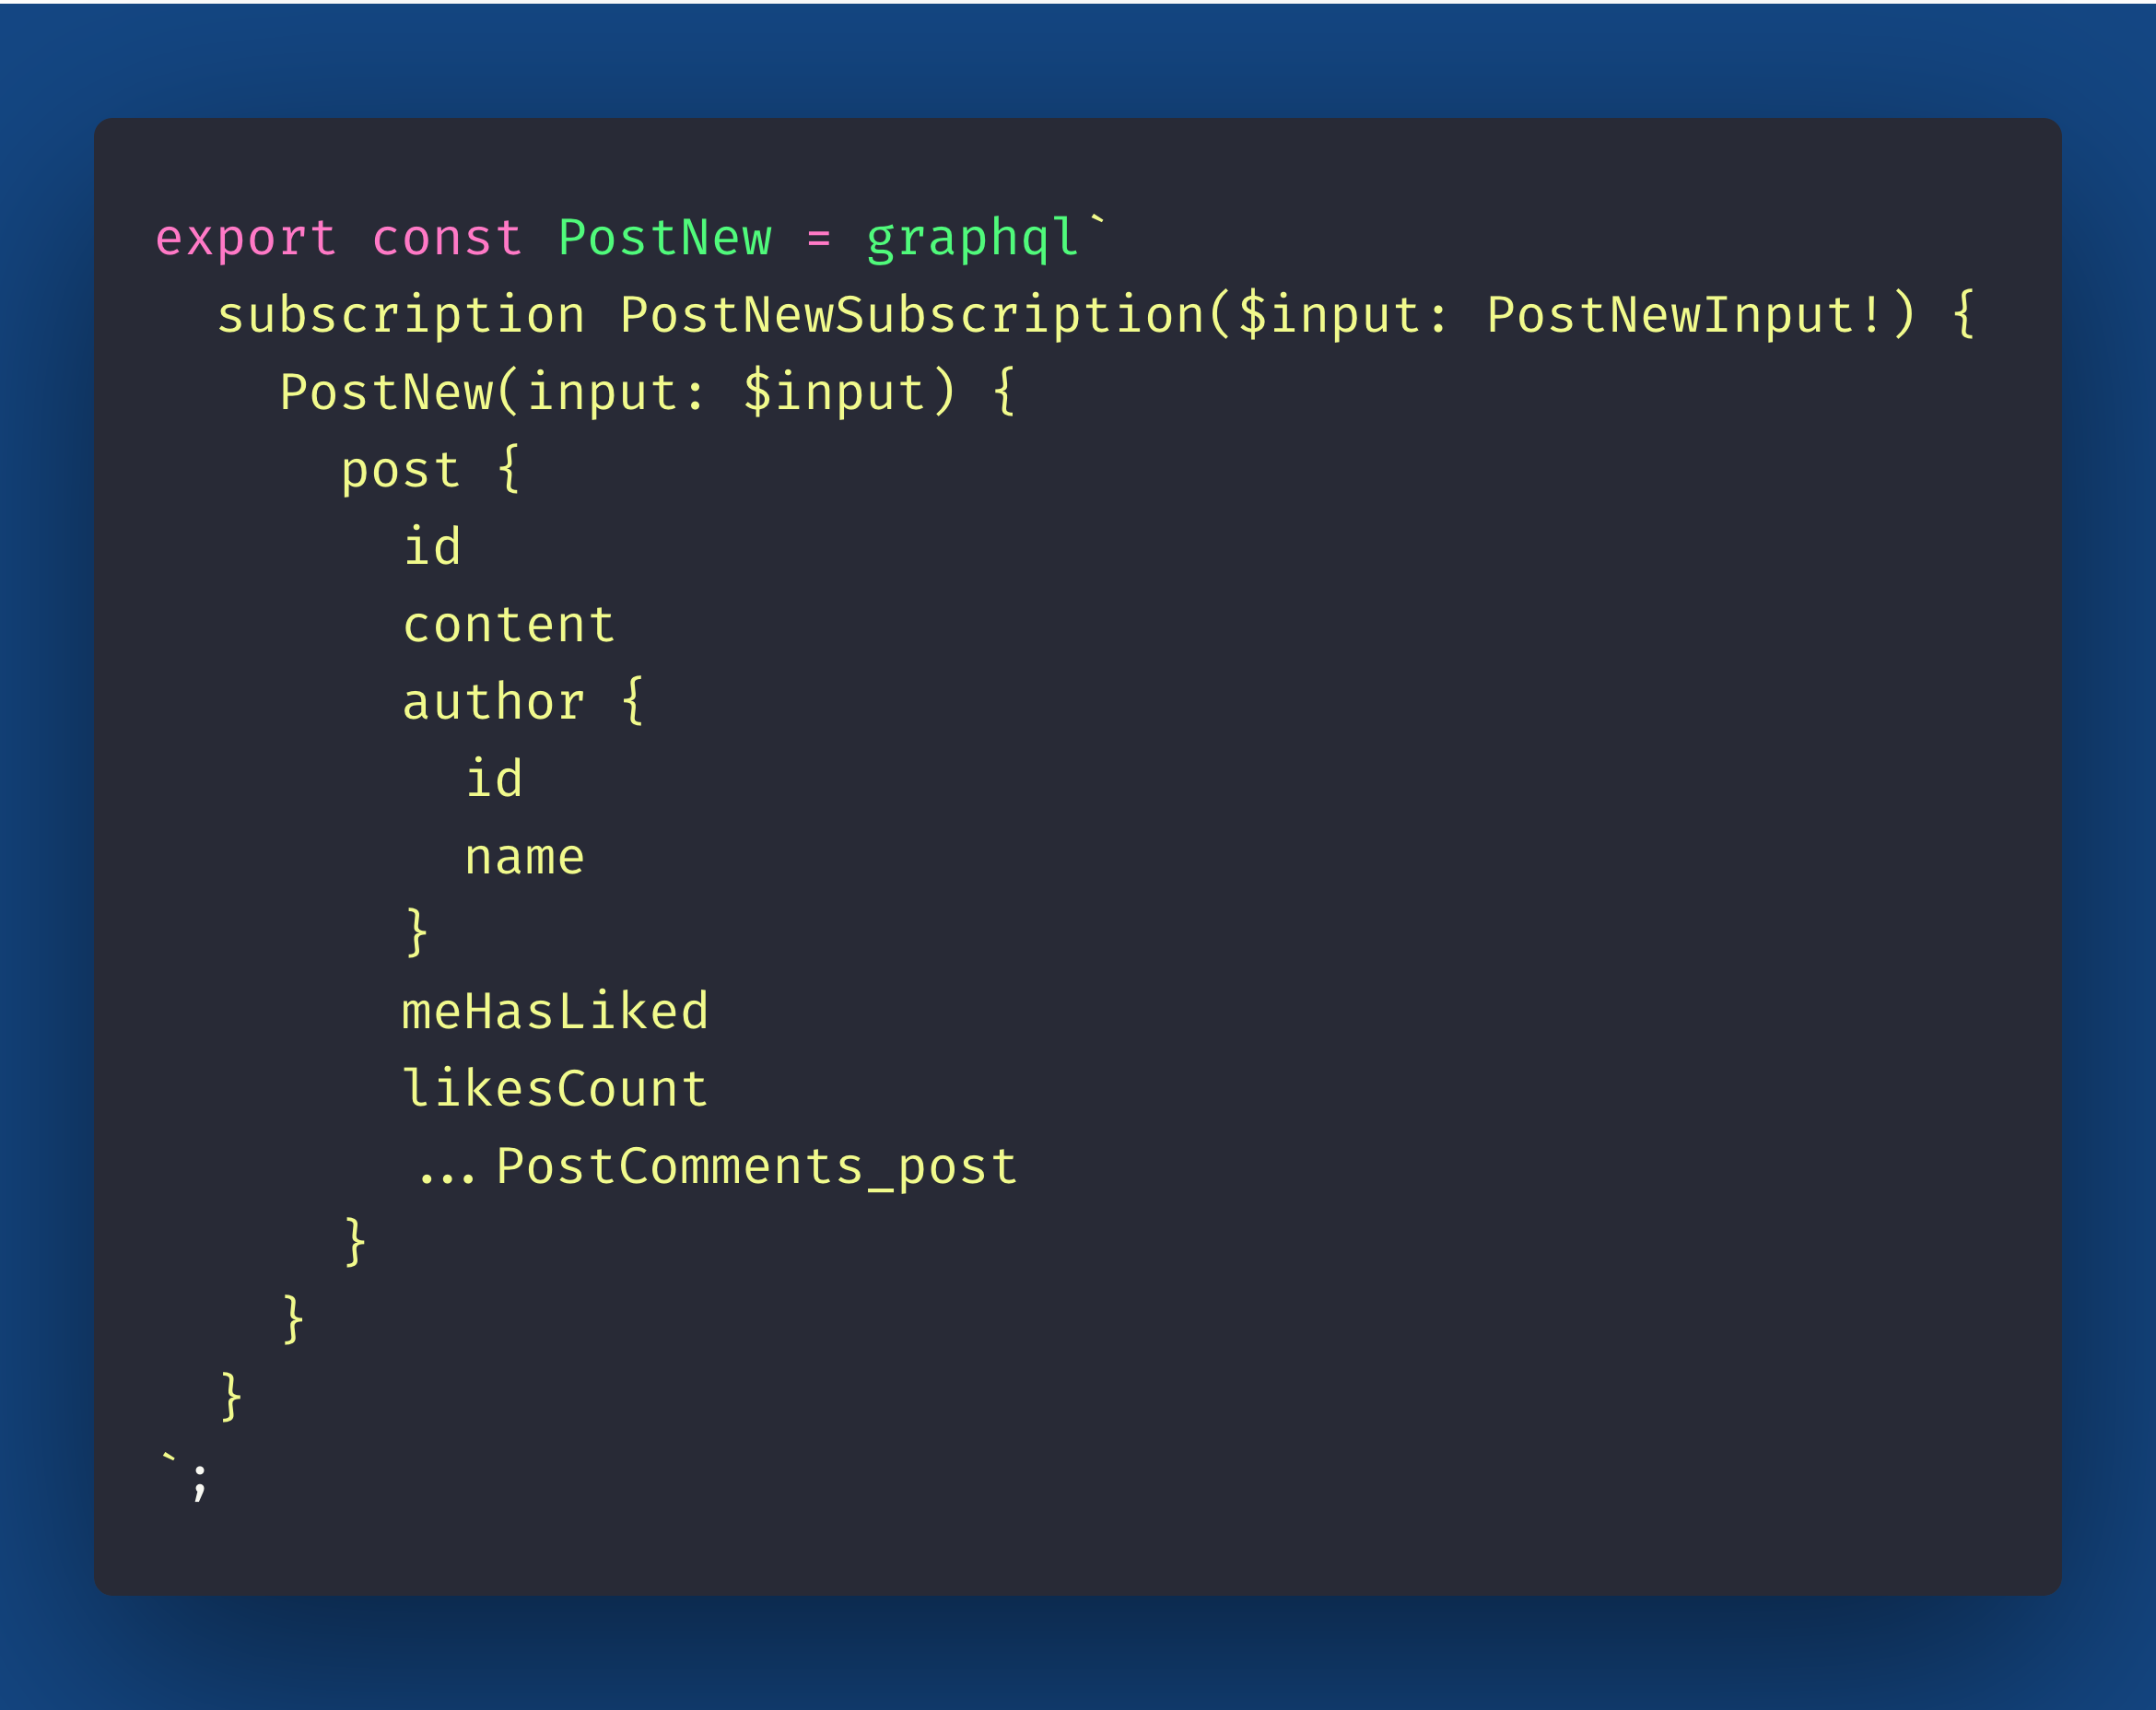 export const PostNew = graphql`
  subscription PostNewSubscription($input: PostNewInput!) {
    PostNew(input: $input) {
      post {
        id
        content
        author {
          id
          name
        }
        meHasLiked
        likesCount
        ...PostComments_post
      }
    }
  }
`;